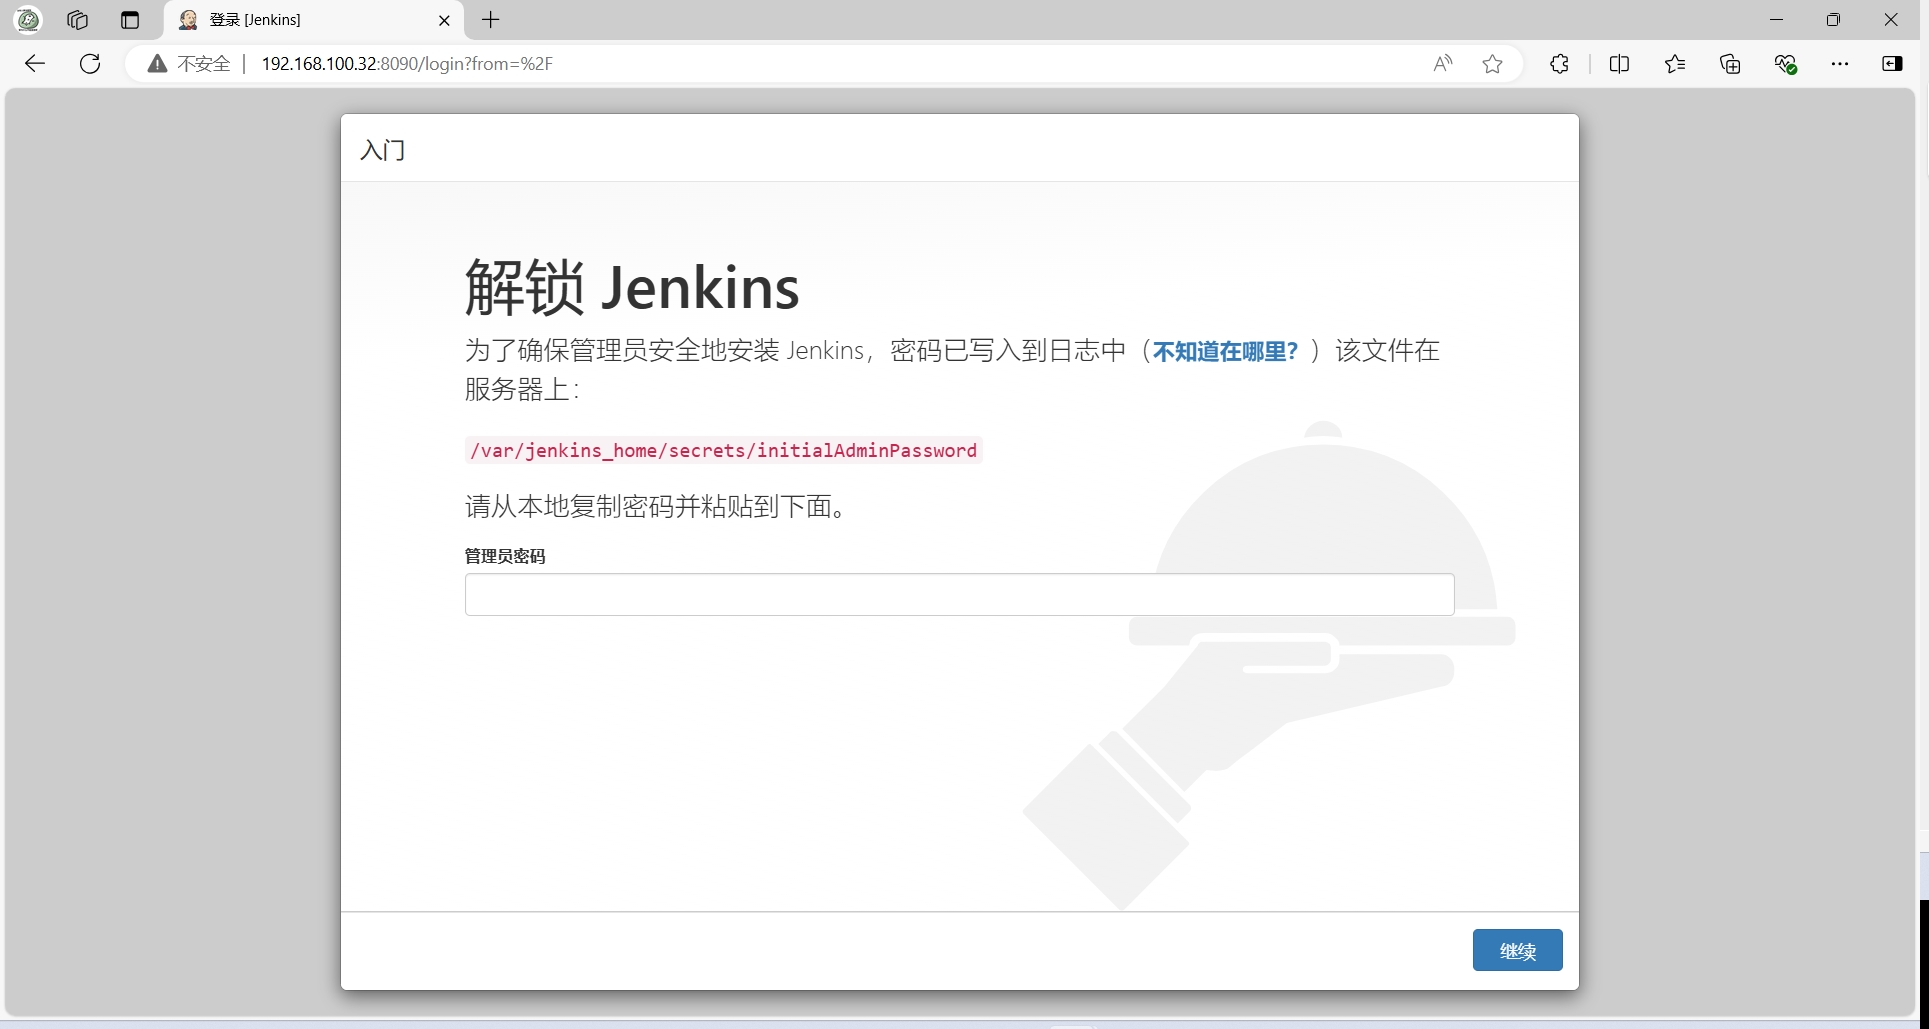 登录 [Jenkins]
不安全 192.168.100.32:8090/login?from=%2F
入门
解锁 Jenkins
为了确保管理员安全地安装 Jenkins，密码已写入到日志中（不知道在哪里？）该文件在
服务器上：
/var/jenkins_home/secrets/initialAdminPassword
请从本地复制密码并粘贴到下面。
管理员密码
继续